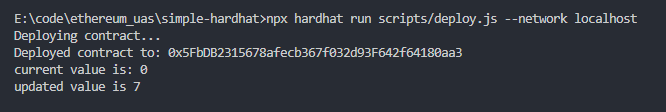 E:\code\ethereum_uas\simple-hardhat>npx hardhat run scripts/deploy.js --network localhost
Deploying contract...
Deployed contract to: 0x5FbDB2315678afecb367f032d93F642f64180aa3
current value is: 0
updated value is 7